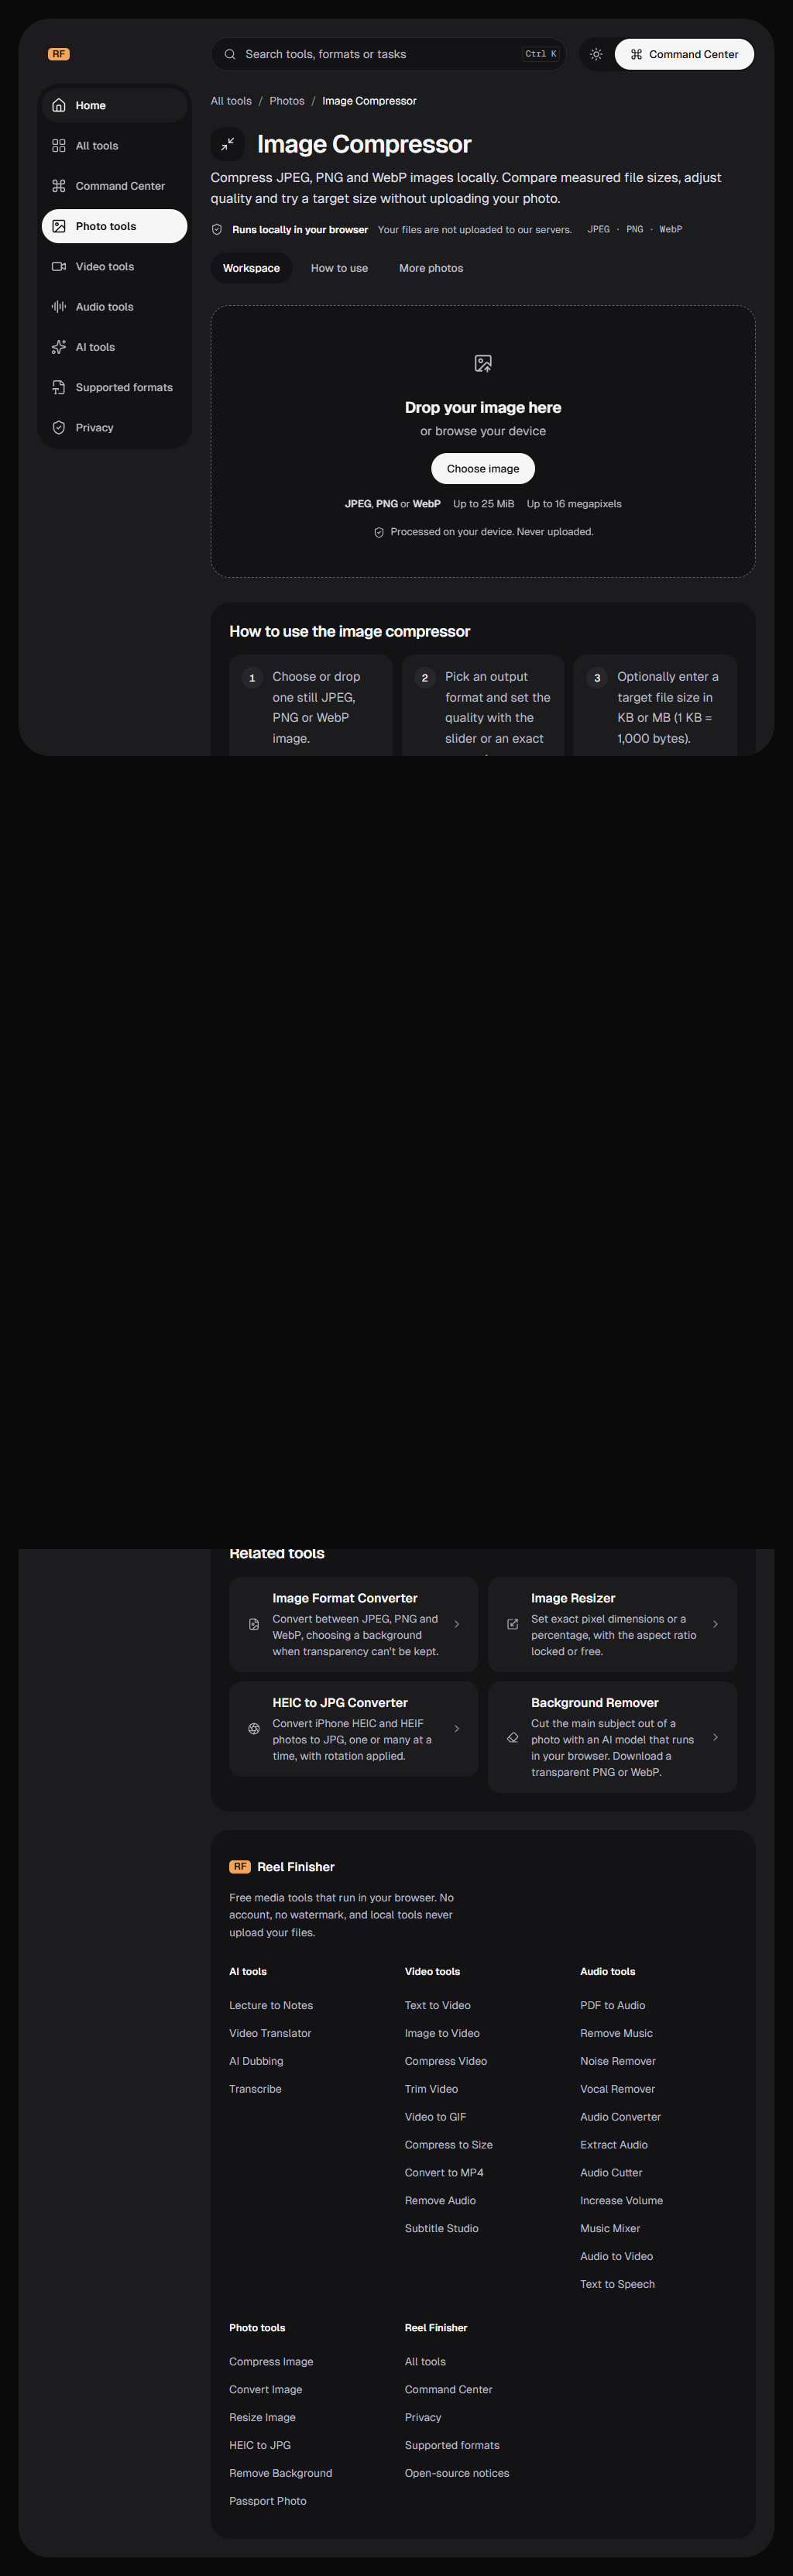 RF
Search tools, formats or tasks
Ctrl K
Command Center
Home
All tools
Command Center
Photo tools
Video tools
Audio tools
AI tools
Supported formats
Privacy
All tools / Photos / Image Compressor
Image Compressor
Compress JPEG, PNG and WebP images locally. Compare measured file sizes, adjust
quality and try a target size without uploading your photo.
Runs locally in your browser Your files are not uploaded to our servers. JPEG · PNG · WebP
Workspace
How to use
More photos
Drop your image here
or browse your device
Choose image
JPEG, PNG or WebP Up to 25 MiB Up to 16 megapixels
Processed on your device. Never uploaded.
How to use the image compressor
1
Choose or drop
one still JPEG,
PNG or WebP
image.
2
Pick an output
format and set the
quality with the
slider or an exact
3
Optionally enter a
target file size in
KB or MB (1 KB =
1,000 bytes).
Related tools
Image Format Converter
Convert between JPEG, PNG and
WebP, choosing a background
when transparency can't be kept.
Image Resizer
Set exact pixel dimensions or a
percentage, with the aspect ratio
locked or free.
HEIC to JPG Converter
Convert iPhone HEIC and HEIF
photos to JPG, one or many at a
time, with rotation applied.
Background Remover
Cut the main subject out of a
photo with an AI model that runs
in your browser. Download a
transparent PNG or WebP.
RF Reel Finisher
Free media tools that run in your browser. No
account, no watermark, and local tools never
upload your files.
AI tools
Lecture to Notes
Video Translator
AI Dubbing
Transcribe
Video tools
Text to Video
Image to Video
Compress Video
Trim Video
Video to GIF
Compress to Size
Convert to MP4
Remove Audio
Subtitle Studio
Audio tools
PDF to Audio
Remove Music
Noise Remover
Vocal Remover
Audio Converter
Extract Audio
Audio Cutter
Increase Volume
Music Mixer
Audio to Video
Text to Speech
Photo tools
Compress Image
Convert Image
Resize Image
HEIC to JPG
Remove Background
Passport Photo
Reel Finisher
All tools
Command Center
Privacy
Supported formats
Open-source notices